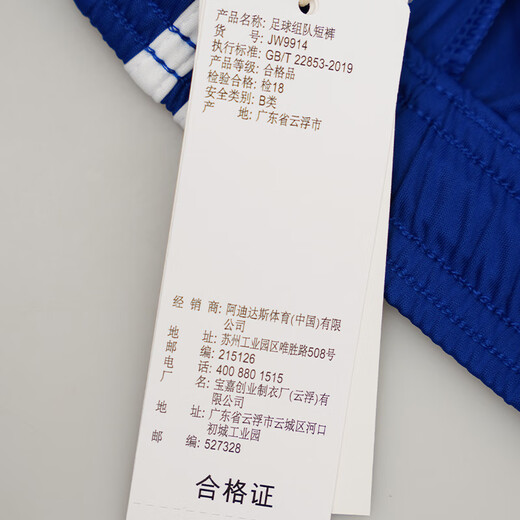 产品名称: 足球组队短裤
货 号: JW9914
执行标准: GB/T 22853-2019
产品等级: 合格品
检验合格: 检18
安全类别: B类
产 地: 广东省云浮市
经 销 商: 阿迪达斯体育(中国)有限
公司
地 址: 苏州工业园区唯胜路508号
邮 编: 215126
电 话: 400 880 1515
厂 名: 宝嘉创业制衣厂(云浮)有
限公司
地 址: 广东省云浮市云城区河口
初城工业园
邮 编: 527328
合格证